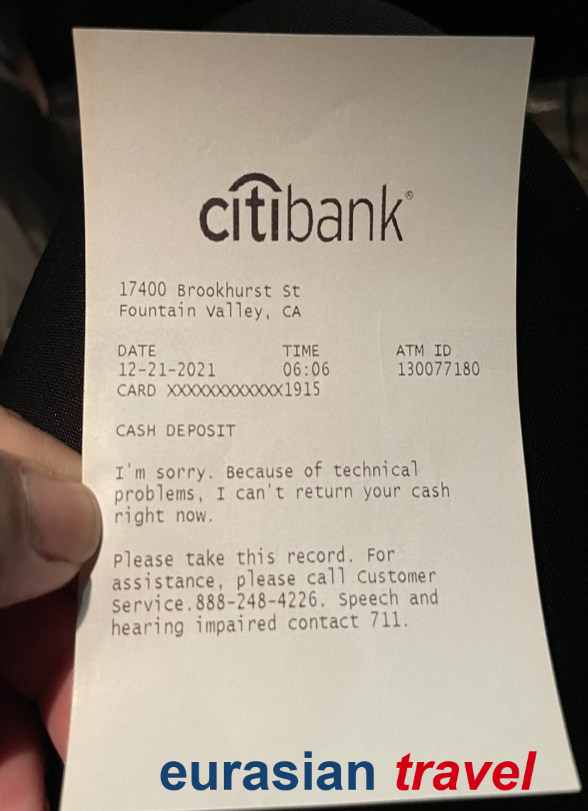 citibank®
17400 Brookhurst St
Fountain Valley, CA
DATE TIME ATM ID
12-21-2021 06:06 130077180
CARD XXXXXXXXXXXX1915
CASH DEPOSIT
I'm sorry. Because of technical
problems, I can't return your cash
right now.
Please take this record. For
assistance, please call Customer
Service.888-248-4226. Speech and
hearing impaired contact 711.
eurasian travel